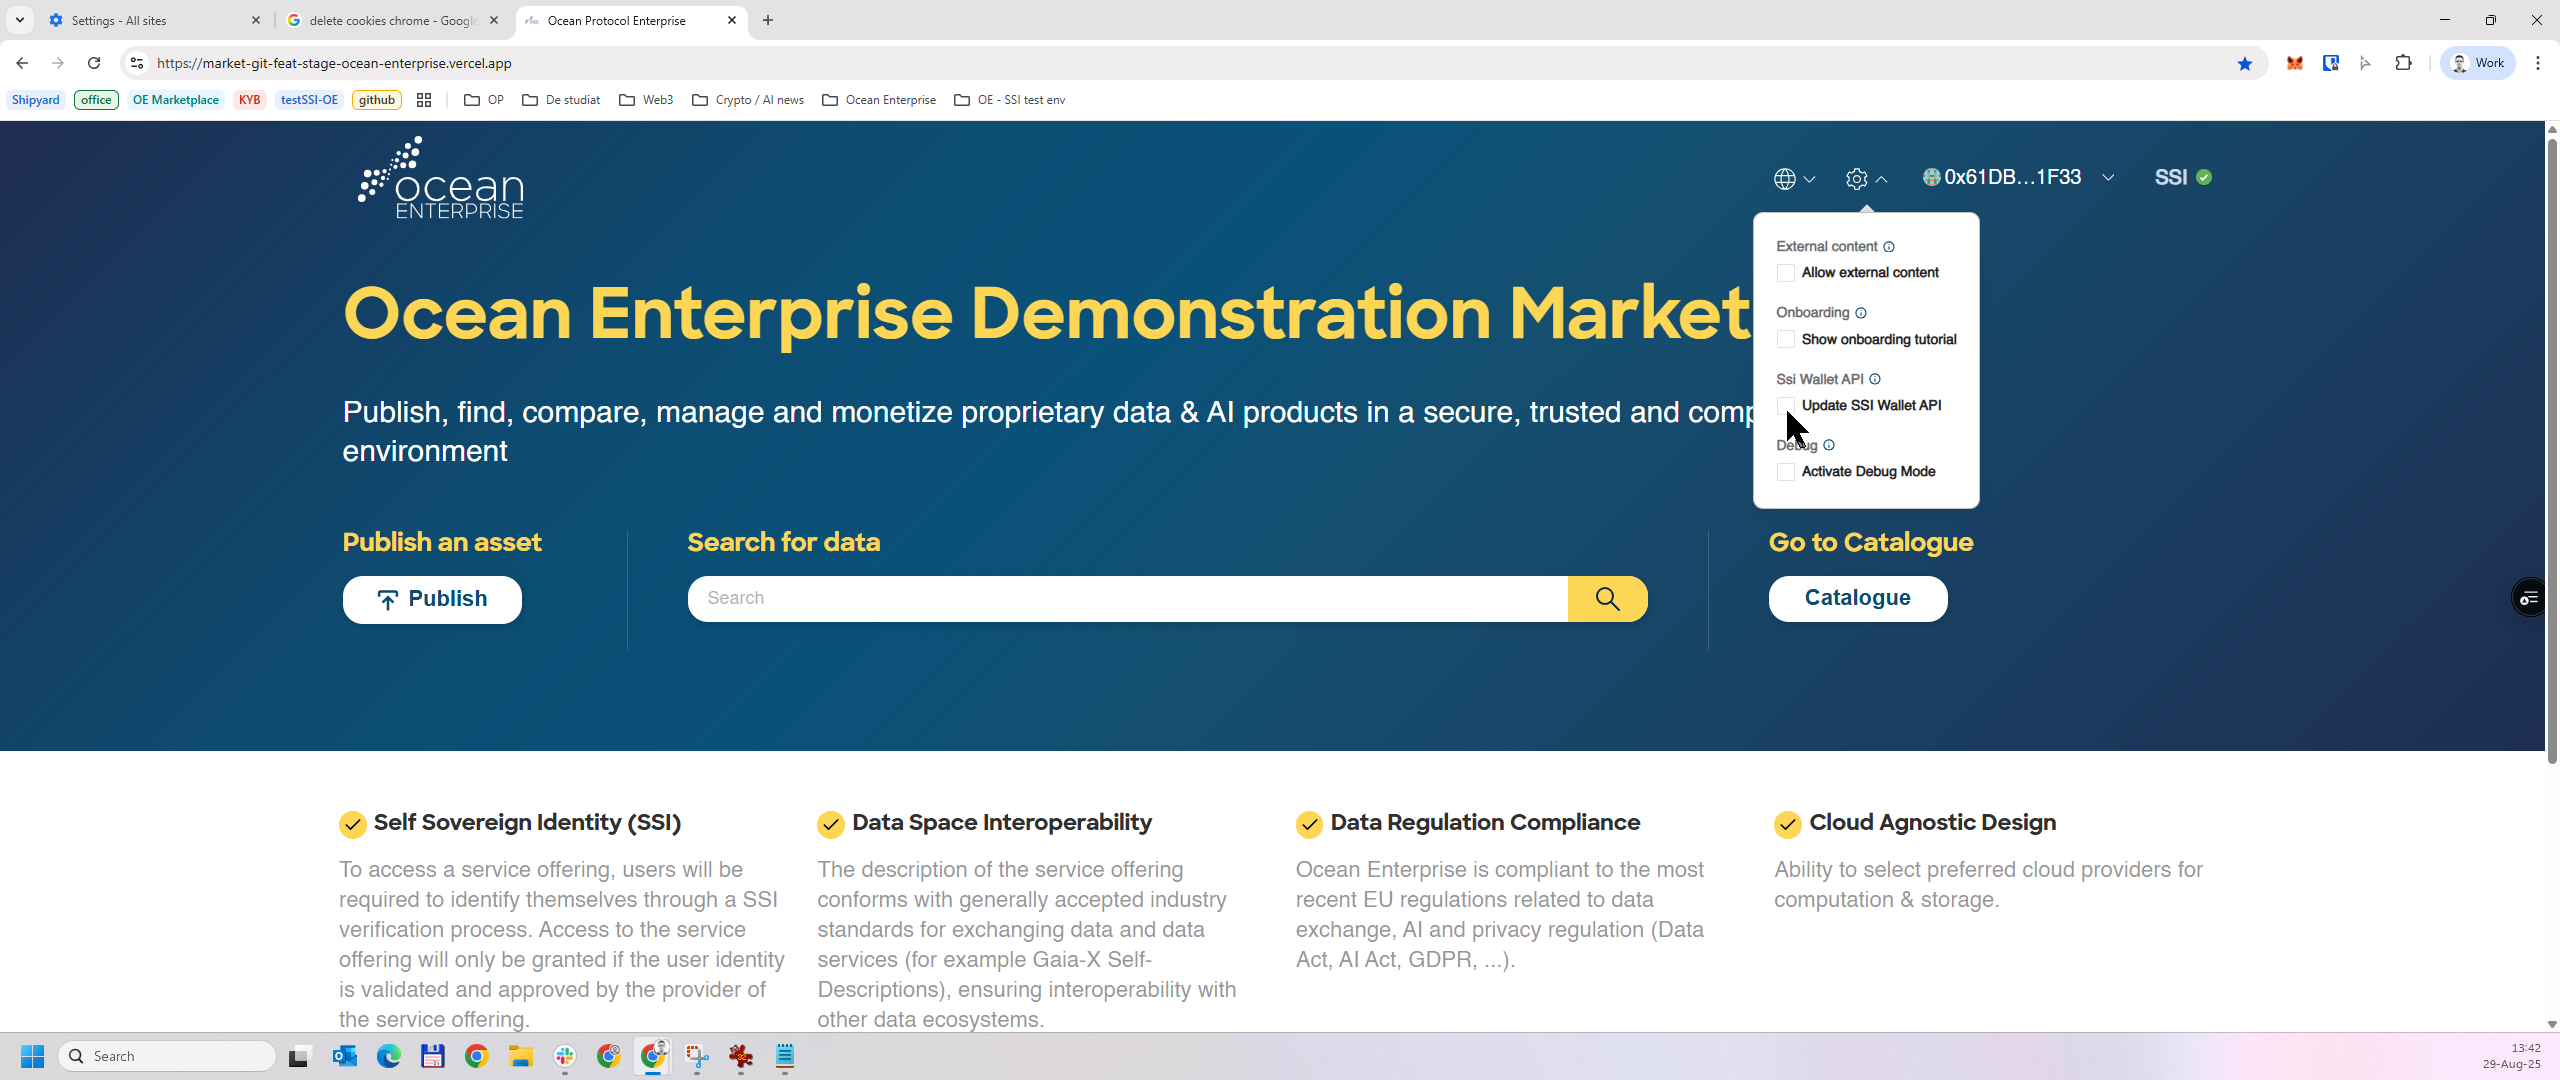 Settings - All sites
delete cookies chrome - Google
Ocean Protocol Enterprise
https://market-git-feat-stage-ocean-enterprise.vercel.app
Work
Shipyard
office
OE Marketplace
KYB
testSSI-OE
github
OP
De studiat
Web3
Crypto / AI news
Ocean Enterprise
OE - SSI test env
ocean
ENTERPRISE
0x61DB…1F33
SSI
External content
Allow external content
Onboarding
Show onboarding tutorial
Ssi Wallet API
Update SSI Wallet API
Debug
Activate Debug Mode
Ocean Enterprise Demonstration Market
Publish, find, compare, manage and monetize proprietary data & AI products in a secure, trusted and comp
environment
Publish an asset
Publish
Search for data
Search
Go to Catalogue
Catalogue
Self Sovereign Identity (SSI)
To access a service offering, users will be
required to identify themselves through a SSI
verification process. Access to the service
offering will only be granted if the user identity
is validated and approved by the provider of
the service offering.
Data Space Interoperability
The description of the service offering
conforms with generally accepted industry
standards for exchanging data and data
services (for example Gaia-X Self-
Descriptions), ensuring interoperability with
other data ecosystems.
Data Regulation Compliance
Ocean Enterprise is compliant to the most
recent EU regulations related to data
exchange, AI and privacy regulation (Data
Act, AI Act, GDPR, ...).
Cloud Agnostic Design
Ability to select preferred cloud providers for
computation & storage.
Search
13:42
29-Aug-25